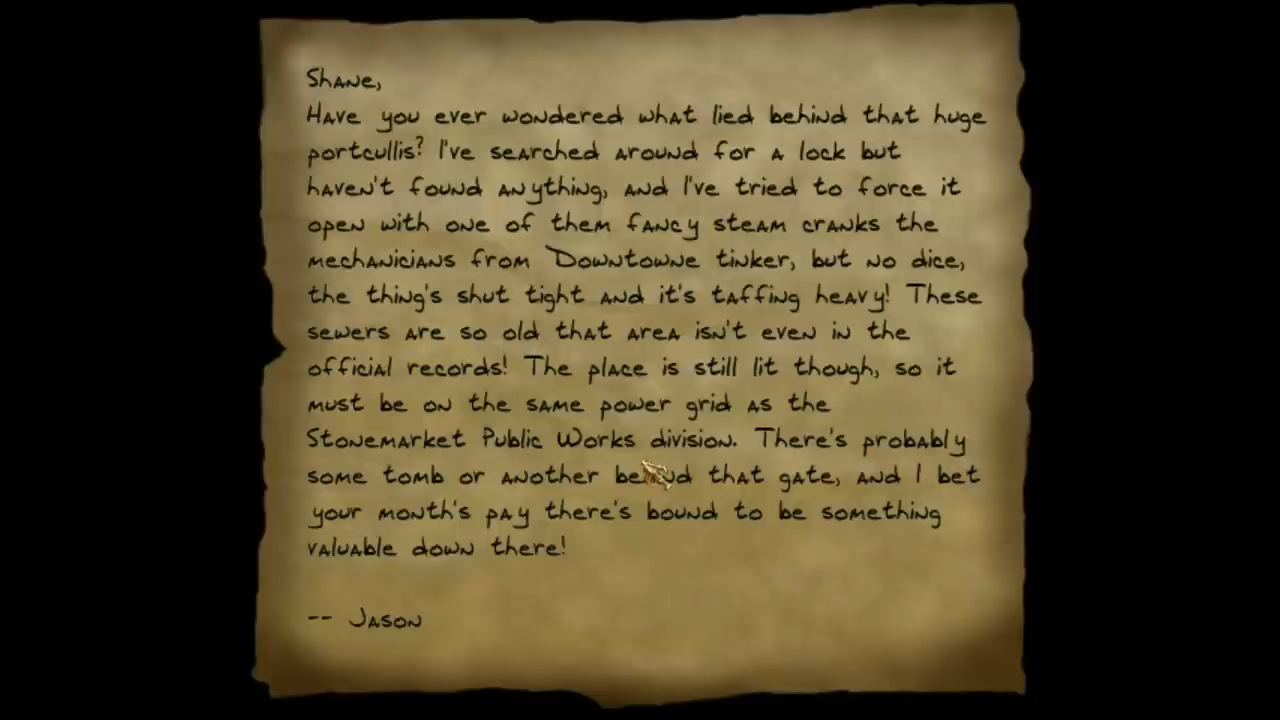 Shane,
Have you ever wondered what lied behind that huge
portcullis? I've searched around for a lock but
haven't found anything, and I've tried to force it
open with one of them fancy steam cranks the
mechanicians from Downtowne tinker, but no dice,
the thing's shut tight and it's taffing heavy! These
sewers are so old that area isn't even in the
official records! The place is still lit though, so it
must be on the same power grid as the
Stonemarket Public Works division. There's probably
some tomb or another behind that gate, and I bet
your month's pay there's bound to be something
valuable down there!
-- Jason